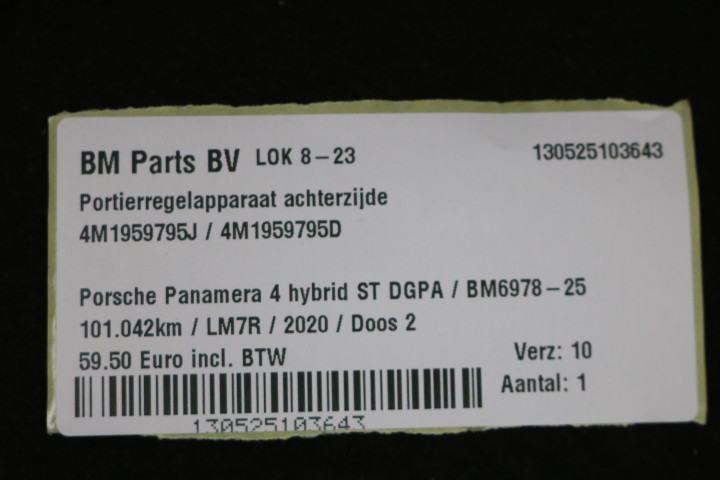 BM Parts BV LOK 8-23 130525103643
Portierregelapparaat achterzijde
4M1959795J / 4M1959795D
Porsche Panamera 4 hybrid ST DGPA / BM6978-25
101.042km / LM7R / 2020 / Doos 2
59.50 Euro incl. BTW Verz: 10
Aantal: 1
130525103643